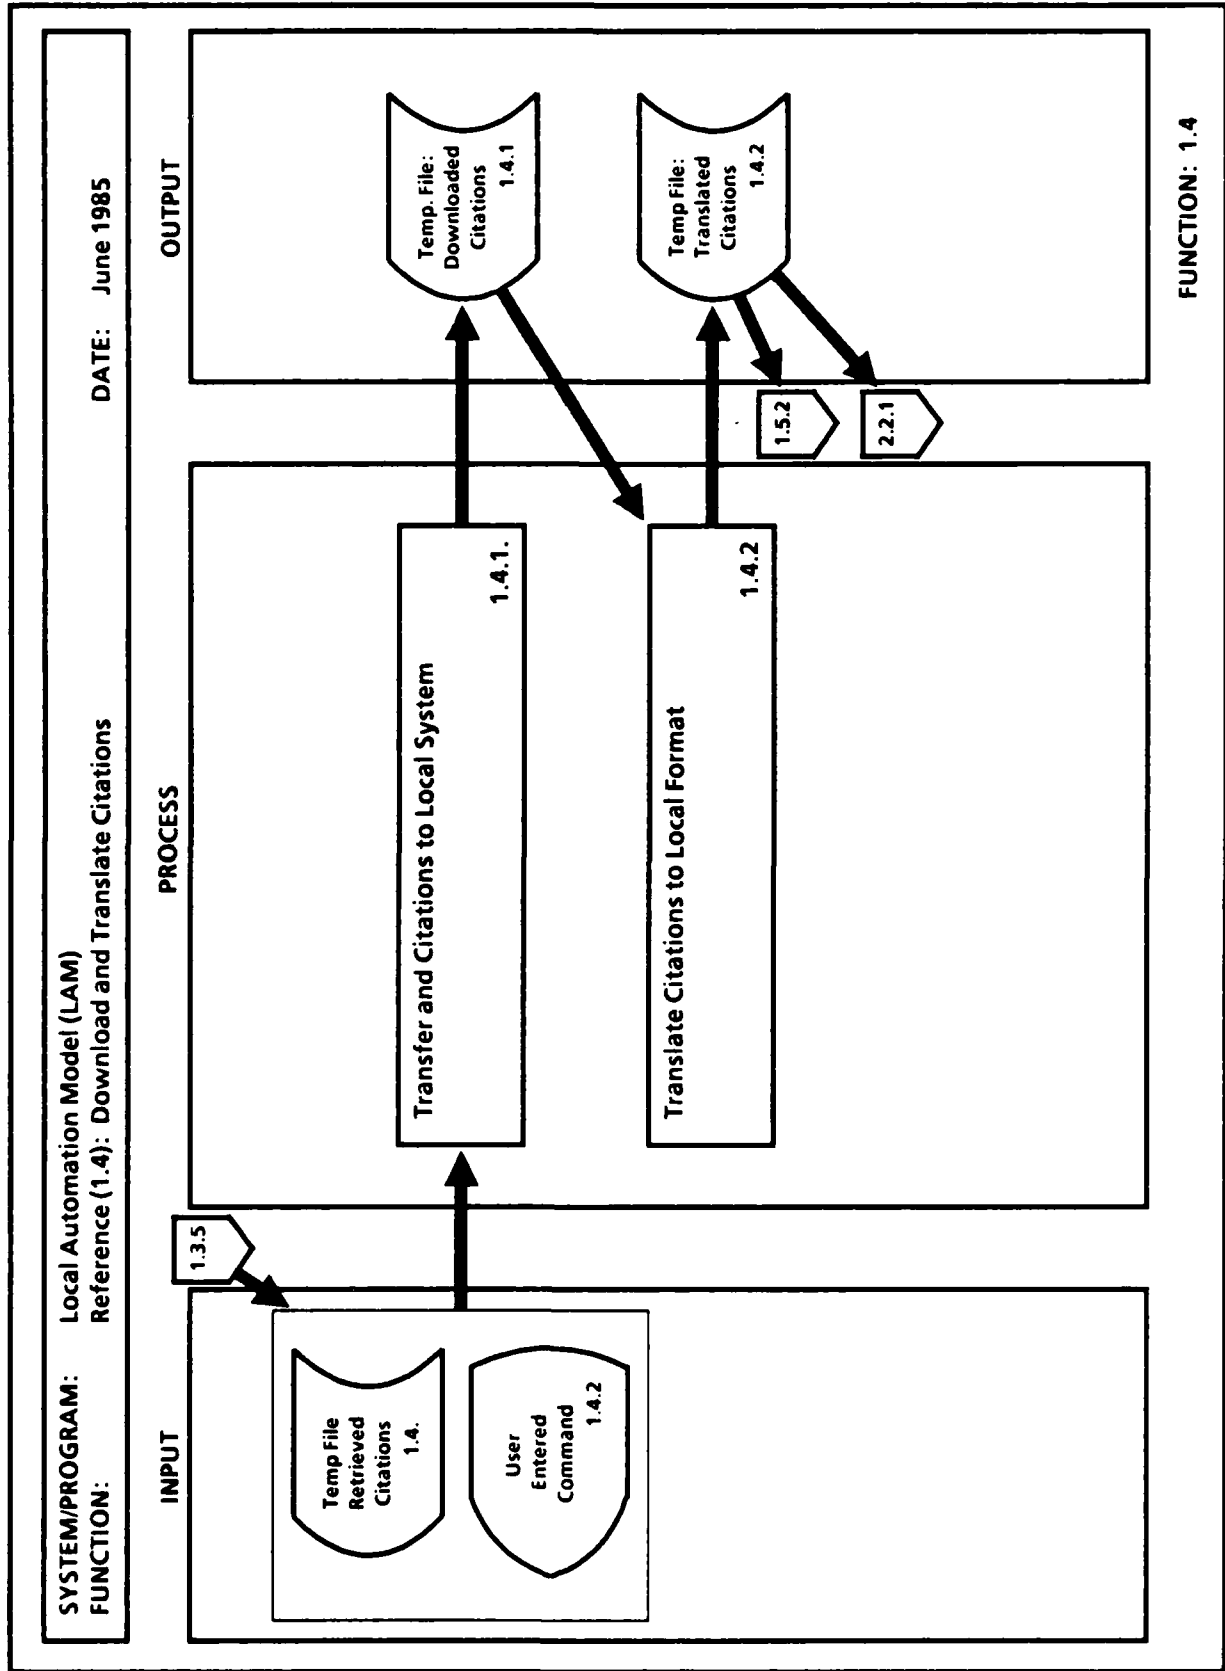 SYSTEM/PROGRAM: Local Automation Model (LAM)
FUNCTION: Reference (1.4): Download and Translate Citations
DATE: June 1985
INPUT
PROCESS
OUTPUT
1.3.5
Temp File
Retrieved
Citations
1.4.
User
Entered
Command
1.4.2
Transfer and Citations to Local System
1.4.1.
Translate Citations to Local Format
1.4.2
Temp. File:
Downloaded
Citations
1.4.1
Temp File:
Translated
Citations
1.4.2
1.5.2
2.2.1
FUNCTION: 1.4